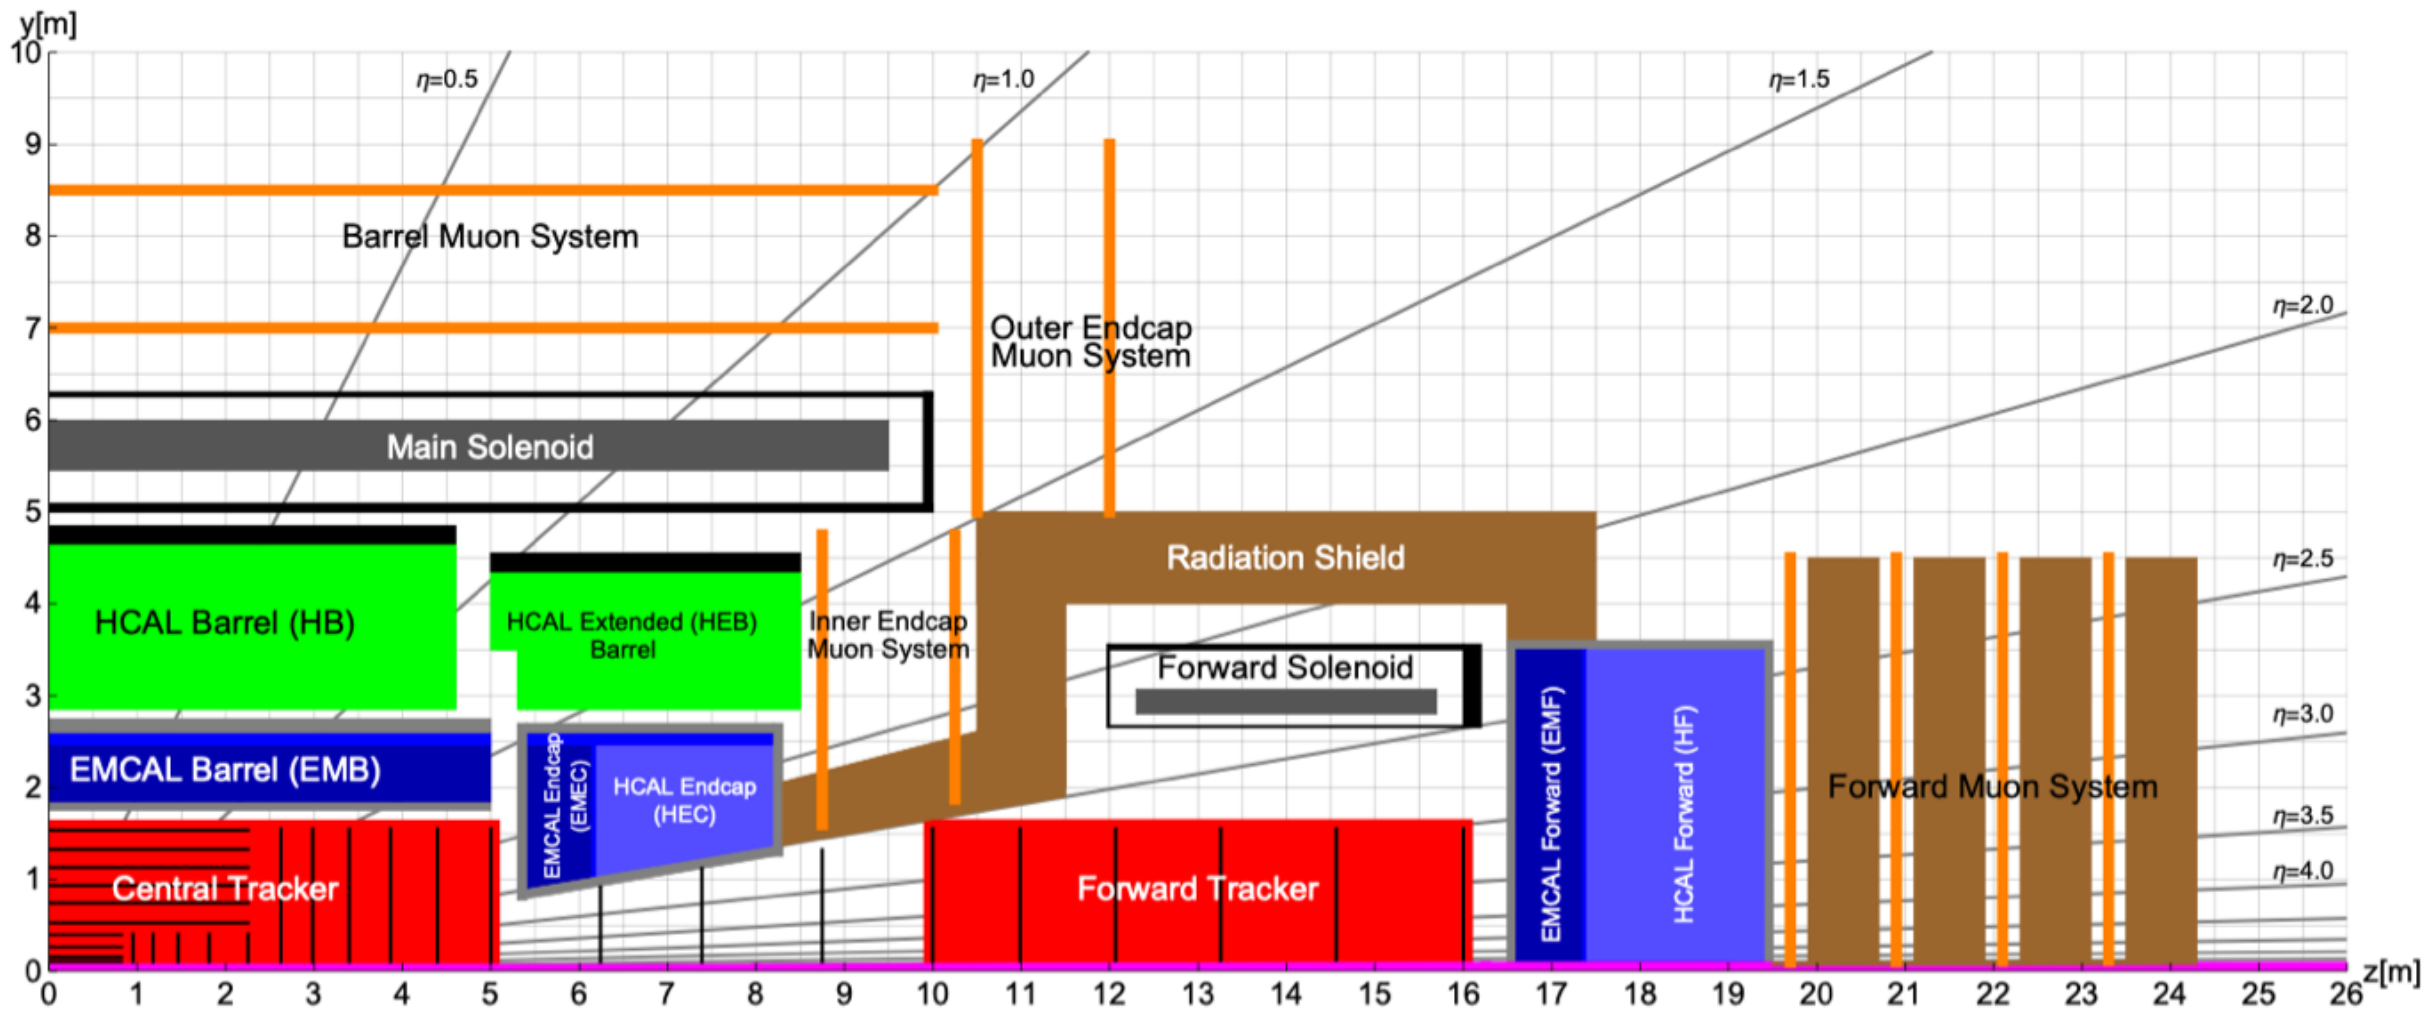 y[m]
10
9
8
7
6
5
4
3
2
1
0
η=0.5
η=1.0
η=1.5
η=2.0
η=2.5
η=3.0
η=3.5
η=4.0
Barrel Muon System
Outer Endcap
Muon System
Main Solenoid
Radiation Shield
HCAL Barrel (HB)
HCAL Extended (HEB)
Barrel
Inner Endcap
Muon System
Forward Solenoid
EMCAL Barrel (EMB)
EMCAL Endcap
(EMEC)
HCAL Endcap
(HEC)
EMCAL Forward (EMF)
HCAL Forward (HF)
Forward Muon System
Central Tracker
Forward Tracker
0 1 2 3 4 5 6 7 8 9 10 11 12 13 14 15 16 17 18 19 20 21 22 23 24 25 26
z[m]